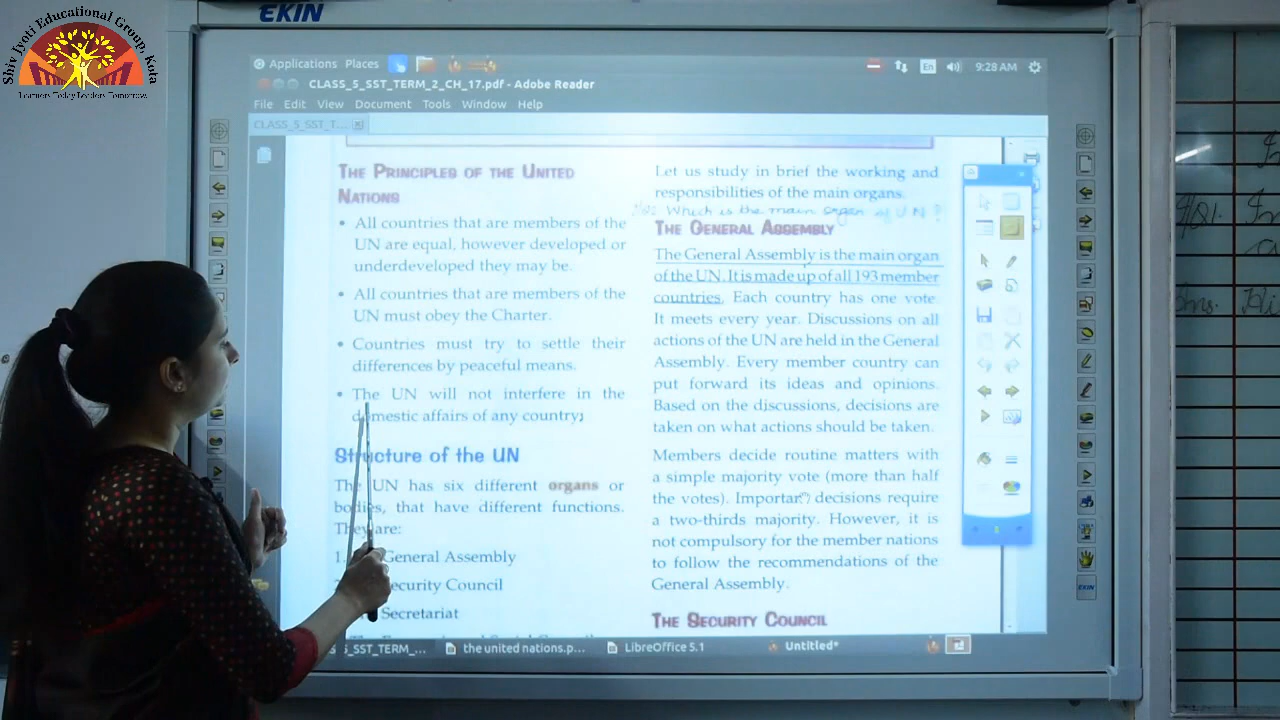 Shiv Jyoti Educational Group, Kota
Learners Today Leaders Tomorrow
EKIN
Applications Places
En
9:28 AM
CLASS_5_SST_TERM_2_CH_17.pdf - Adobe Reader
File Edit View Document Tools Window Help
CLASS_5_SST_T...
THE PRINCIPLES OF THE UNITED
NATIONS
• All countries that are members of the
UN are equal, however developed or
underdeveloped they may be.
• All countries that are members of the
UN must obey the Charter.
• Countries must try to settle their
differences by peaceful means.
• The UN will not interfere in the
domestic affairs of any country;
Structure of the UN
The UN has six different organs or
bodies, that have different functions.
They are:
1. General Assembly
Security Council
Secretariat
Let us study in brief the working and
responsibilities of the main organs.
Which is the main organ of UN ?
THE GENERAL ASSEMBLY
The General Assembly is the main organ
of the UN. It is made up of all 193 member
countries. Each country has one vote.
It meets every year. Discussions on all
actions of the UN are held in the General
Assembly. Every member country can
put forward its ideas and opinions.
Based on the discussions, decisions are
taken on what actions should be taken.
Members decide routine matters with
a simple majority vote (more than half
the votes). Important decisions require
a two-thirds majority. However, it is
not compulsory for the member nations
to follow the recommendations of the
General Assembly.
THE SECURITY COUNCIL
_SST_TERM_...
the united nations.p...
LibreOffice 5.1
Untitled*
EKIN